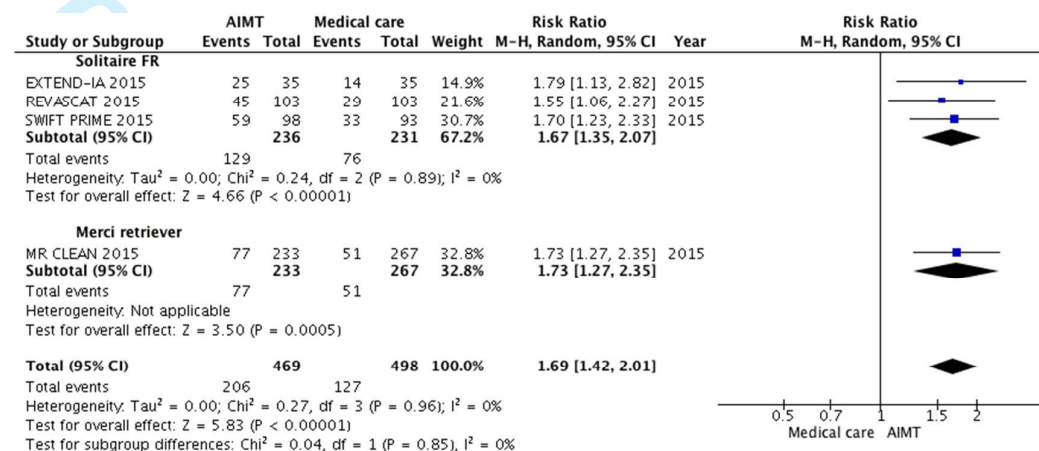 AIMT Medical care Risk Ratio Risk Ratio
Study or Subgroup Events Total Events Total Weight M-H, Random, 95% CI Year M-H, Random, 95% CI
Solitaire FR
EXTEND-IA 2015 25 35 14 35 14.9% 1.79 [1.13, 2.82] 2015
REVASCAT 2015 45 103 29 103 21.6% 1.55 [1.06, 2.27] 2015
SWIFT PRIME 2015 59 98 33 93 30.7% 1.70 [1.23, 2.33] 2015
Subtotal (95% CI) 236 231 67.2% 1.67 [1.35, 2.07]
Total events 129 76
Heterogeneity: Tau² = 0.00; Chi² = 0.24, df = 2 (P = 0.89); I² = 0%
Test for overall effect: Z = 4.66 (P < 0.00001)
Merci retriever
MR CLEAN 2015 77 233 51 267 32.8% 1.73 [1.27, 2.35] 2015
Subtotal (95% CI) 233 267 32.8% 1.73 [1.27, 2.35]
Total events 77 51
Heterogeneity: Not applicable
Test for overall effect: Z = 3.50 (P = 0.0005)
Total (95% CI) 469 498 100.0% 1.69 [1.42, 2.01]
Total events 206 127
Heterogeneity: Tau² = 0.00; Chi² = 0.27, df = 3 (P = 0.96); I² = 0%
Test for overall effect: Z = 5.83 (P < 0.00001)
Test for subgroup differences: Chi² = 0.04, df = 1 (P = 0.85), I² = 0%
0.5 0.7 1 1.5 2
Medical care AIMT